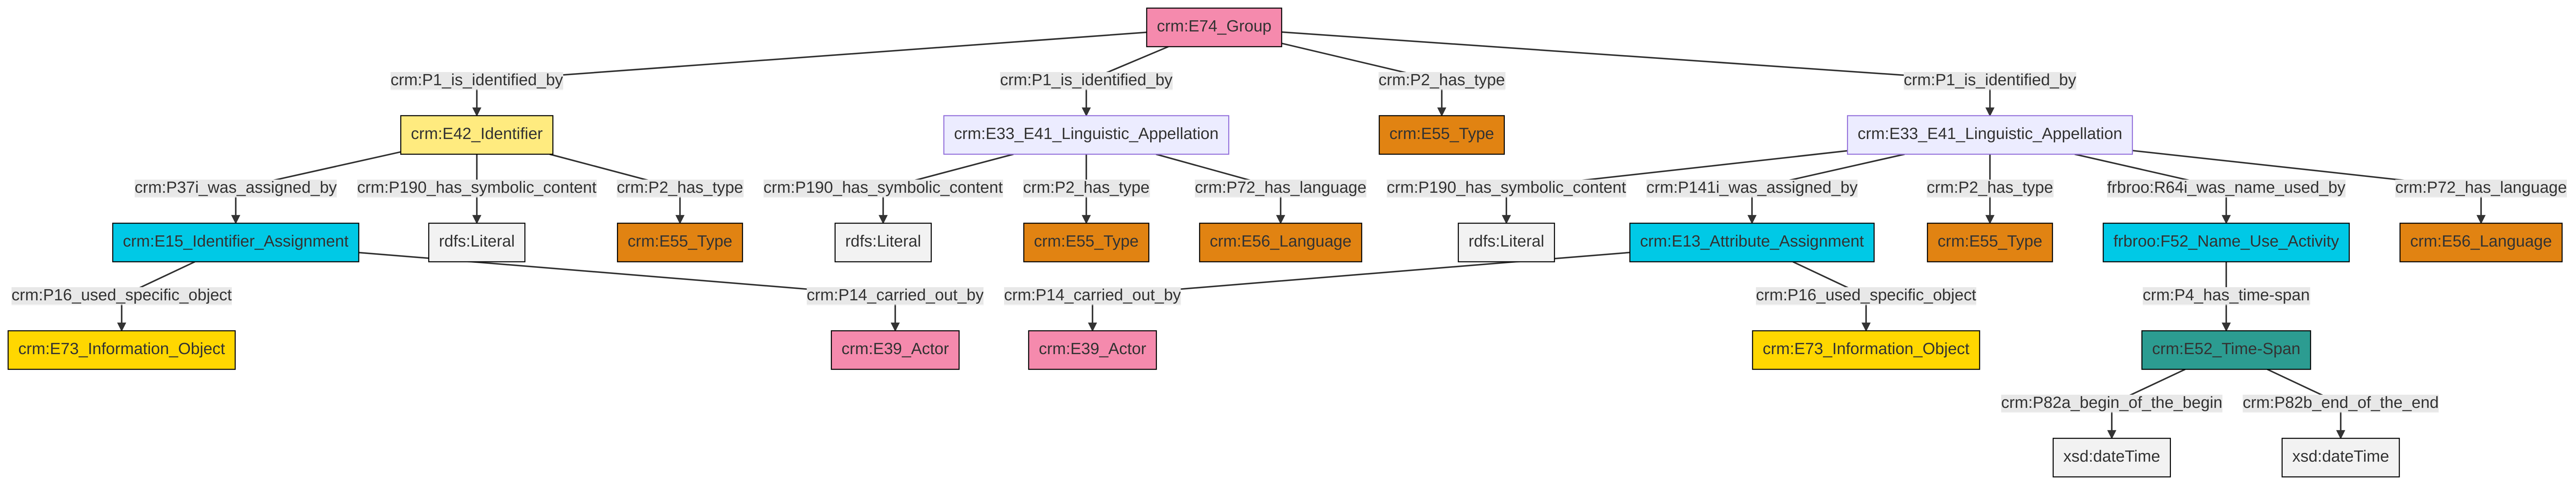 crm:E74_Group
crm:P1_is_identified_by
crm:P1_is_identified_by
crm:P2_has_type
crm:P1_is_identified_by
crm:E42_Identifier
crm:E33_E41_Linguistic_Appellation
crm:E55_Type
crm:E33_E41_Linguistic_Appellation
crm:P37i_was_assigned_by
crm:P190_has_symbolic_content
crm:P2_has_type
crm:P190_has_symbolic_content
crm:P2_has_type
crm:P72_has_language
crm:P190_has_symbolic_content
crm:P141i_was_assigned_by
crm:P2_has_type
frbroo:R64i_was_name_used_by
crm:P72_has_language
crm:E15_Identifier_Assignment
rdfs:Literal
crm:E55_Type
rdfs:Literal
crm:E55_Type
crm:E56_Language
rdfs:Literal
crm:E13_Attribute_Assignment
crm:E55_Type
frbroo:F52_Name_Use_Activity
crm:E56_Language
crm:P16_used_specific_object
crm:P14_carried_out_by
crm:P14_carried_out_by
crm:P16_used_specific_object
crm:P4_has_time-span
crm:E73_Information_Object
crm:E39_Actor
crm:E39_Actor
crm:E73_Information_Object
crm:E52_Time-Span
crm:P82a_begin_of_the_begin
crm:P82b_end_of_the_end
xsd:dateTime
xsd:dateTime